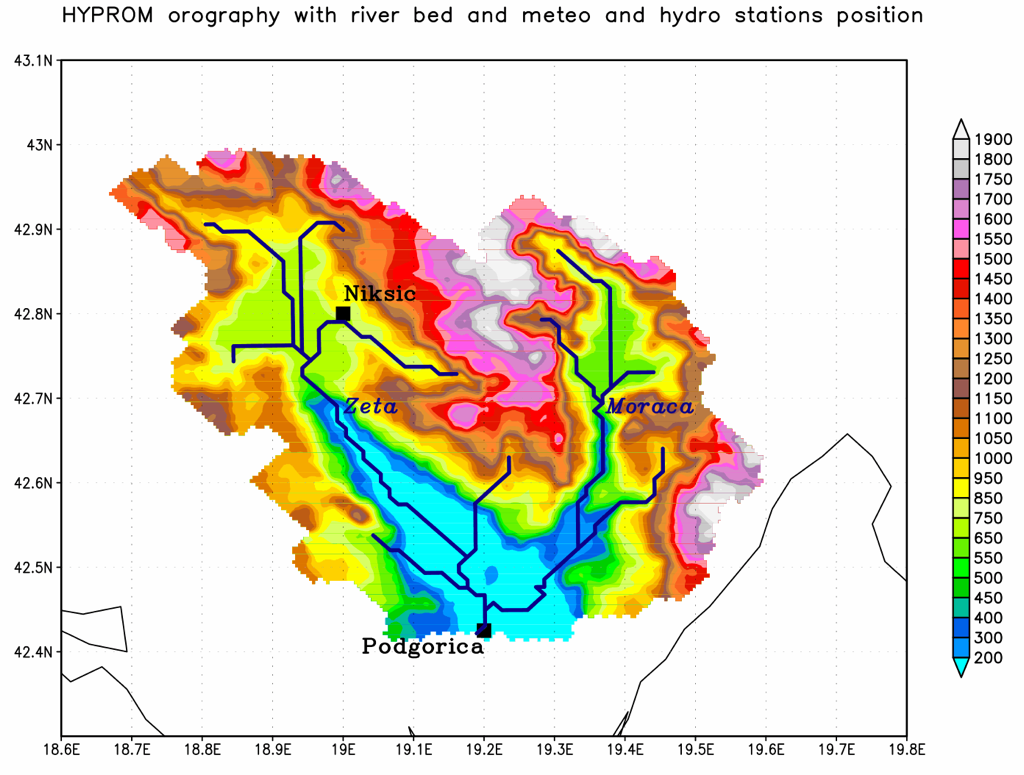 HYPROM orography with river bed and meteo and hydro stations position
43.1N
43N
42.9N
42.8N
42.7N
42.6N
42.5N
42.4N
Niksic
Zeta
Moraca
Podgorica
18.6E 18.7E 18.8E 18.9E 19E 19.1E 19.2E 19.3E 19.4E 19.5E 19.6E 19.7E 19.8E
1900
1800
1750
1700
1600
1550
1500
1450
1400
1350
1300
1250
1200
1150
1100
1050
1000
950
850
750
650
550
500
450
400
300
200